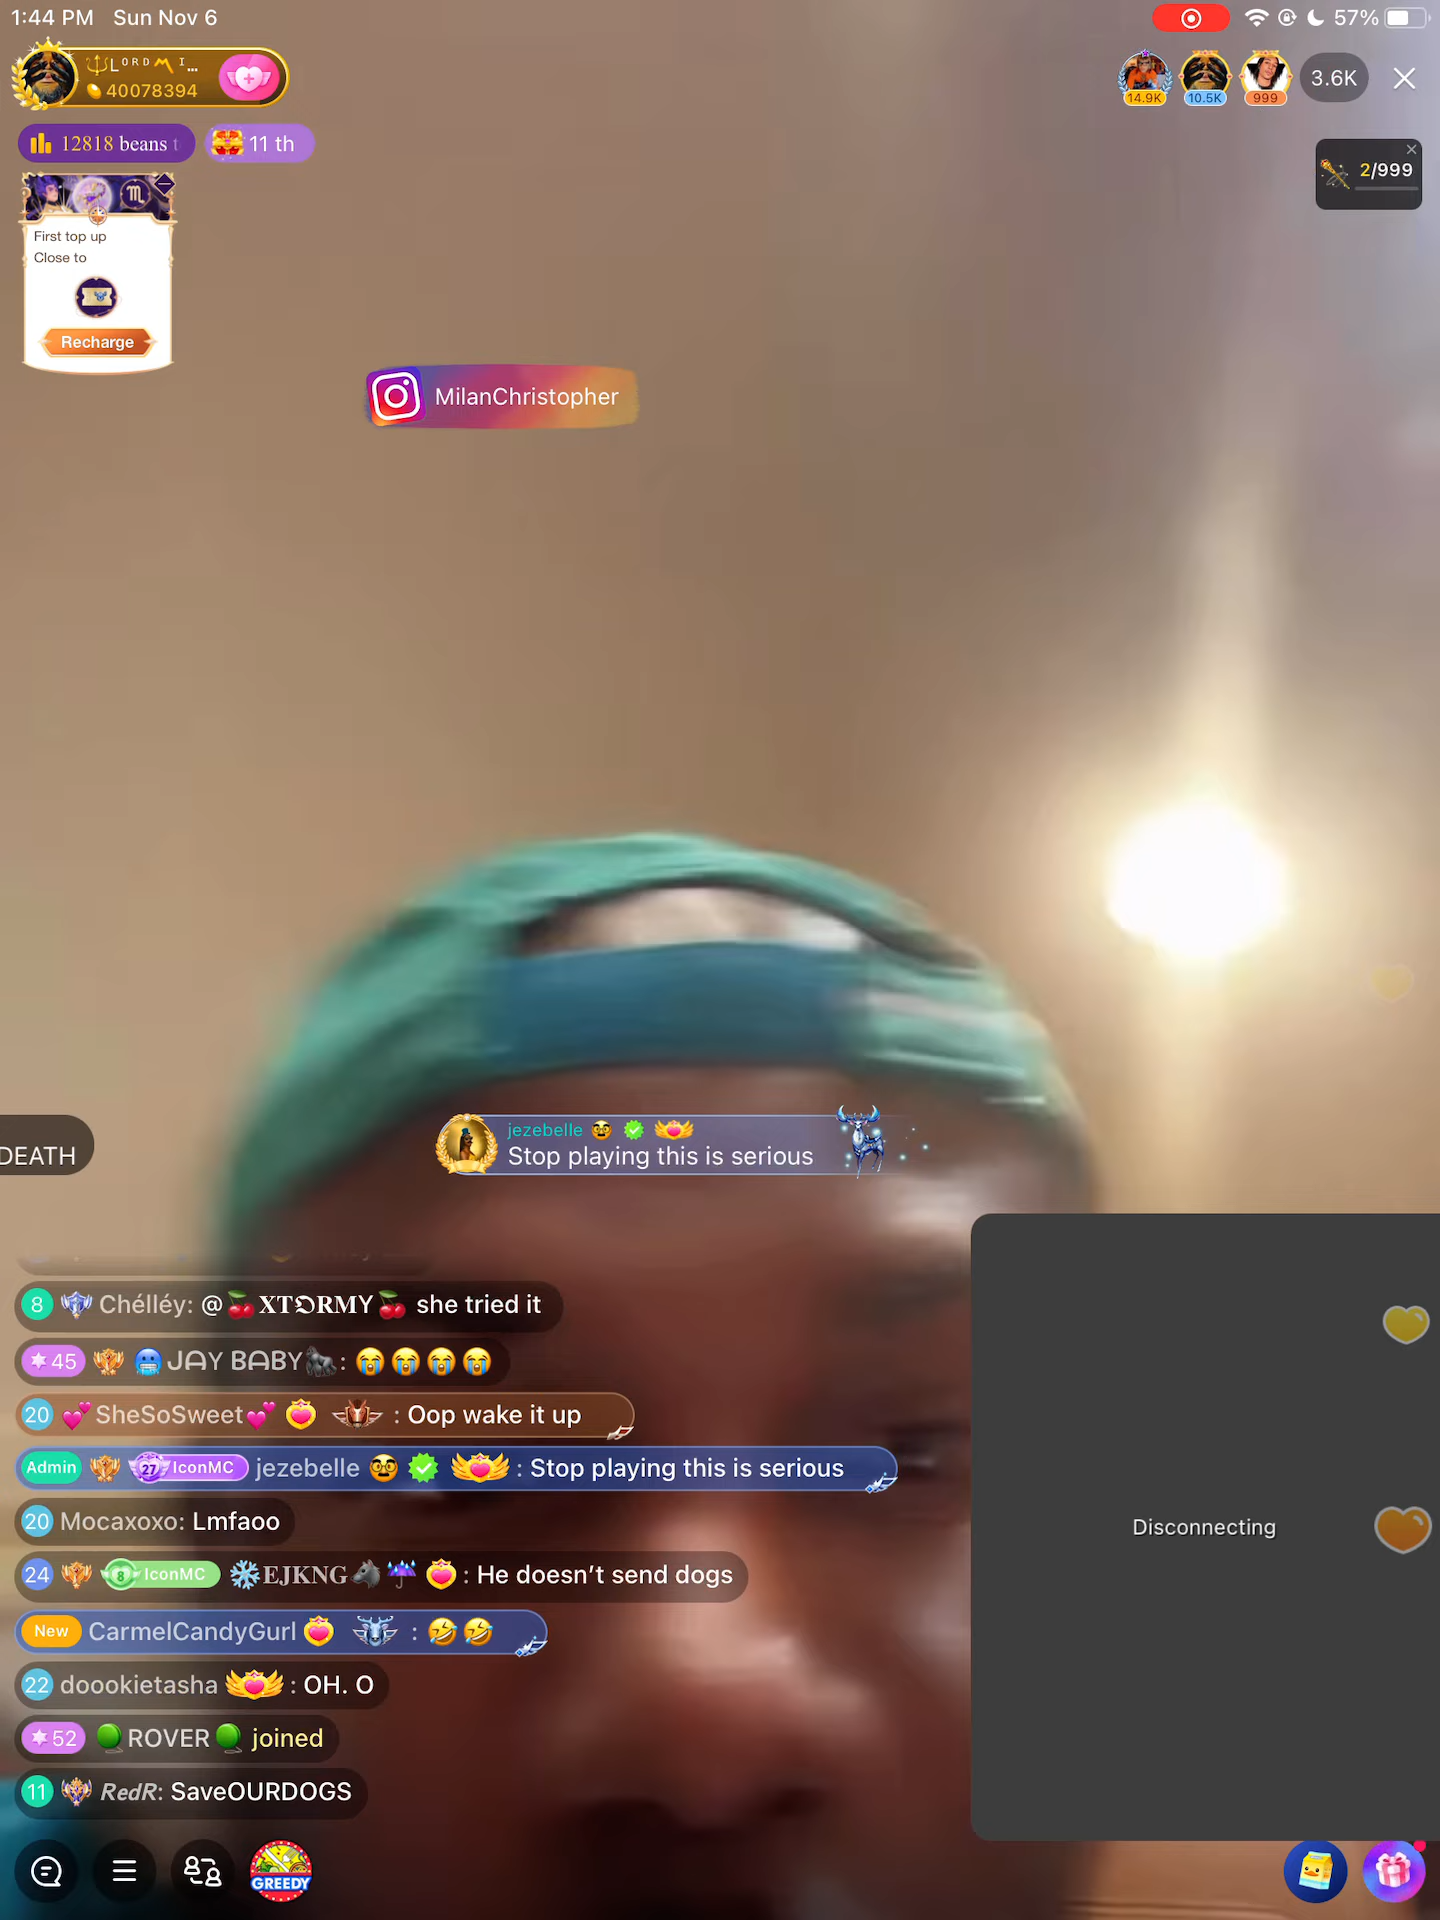 1:44 PM Sun Nov 6
57%
🔱Lᴼᴿᴰ I...
40078394
14.9K
10.5K
999
3.6K
12818 beans t
11 th
2/999
First top up
Close to
Recharge
MilanChristopher
DEATH
jezebelle 🥸
Stop playing this is serious
8 Chélléy: @🍒XTՖRMY🍒 she tried it
45 🥶JᗩY BᗩBY🦍: 😭😭😭😭
20 💕SheSoSweet💕 : Oop wake it up
Admin 27 IconMC jezebelle 🥸 : Stop playing this is serious
20 Mocaxoxo: Lmfaoo
24 8 IconMC ❄️EJKNG🐴☔ : He doesn’t send dogs
New CarmelCandyGurl : 🤣🤣
22 doookietasha : OH. O
52 ROVER joined
11 RedR: SaveOURDOGS
Disconnecting
GREEDY